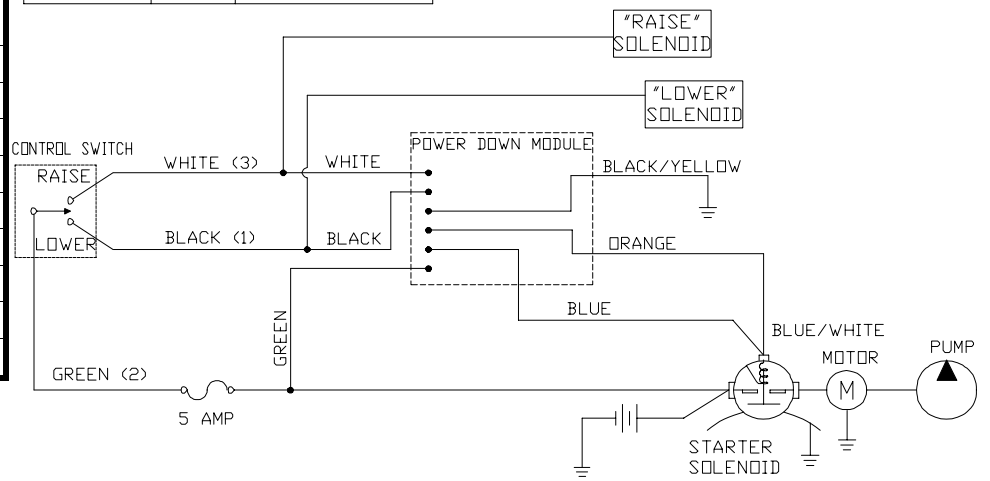 "RAISE"
SOLENOID
"LOWER"
SOLENOID
CONTROL SWITCH
RAISE
LOWER
WHITE (3)
WHITE
POWER DOWN MODULE
BLACK/YELLOW
BLACK (1)
BLACK
ORANGE
BLUE
GREEN
BLUE/WHITE
MOTOR
M
PUMP
GREEN (2)
5 AMP
STARTER
SOLENOID